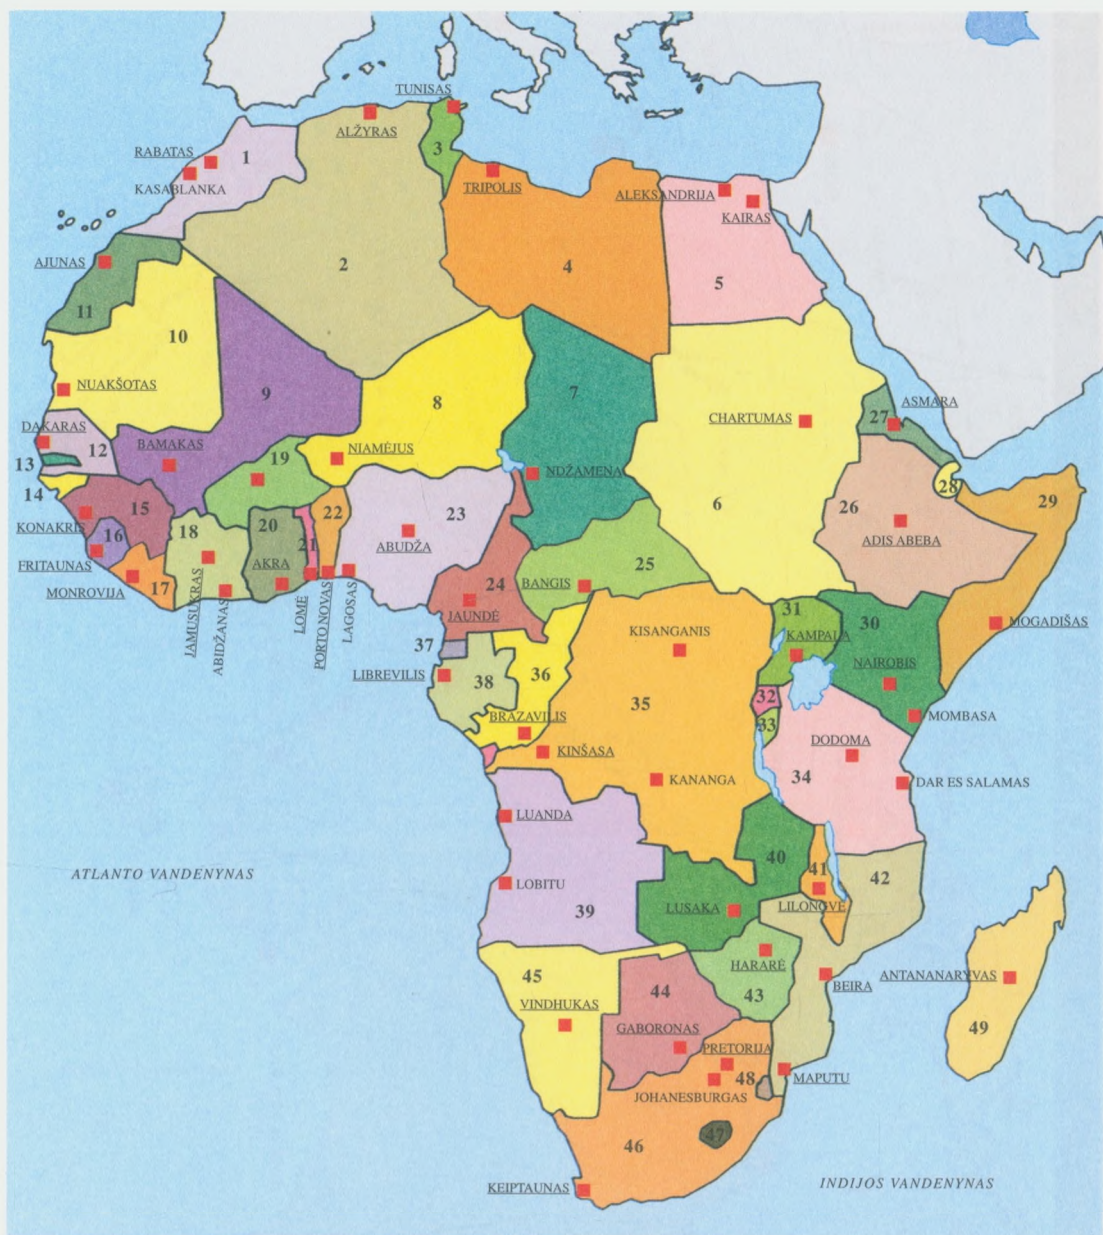 TUNISAS
ALŽYRAS
3
RABATAS
1
KASABLANKA
TRIPOLIS
ALEKSANDRIJA
KAIRAS
AJUNAS
2
4
5
11
10
NUAKŠOTAS
9
8
7
CHARTUMAS
ASMARA
27
DAKARAS
12
BAMAKAS
19
NIAMĖJUS
NDŽAMENA
13
14
15
28
29
KONAKRIS
16
18
20
21
22
23
ABUDŽA
6
26
ADIS ABEBA
FRITAUNAS
17
AKRA
24
BANGIS
25
MONROVIJA
JAMUSUKRAS
ABIDŽANAS
LOMĖ
PORTO NOVAS
LAGOSAS
JAUNDĖ
31
30
KISANGANIS
KAMPALA
MOGADIŠAS
37
LIBREVILIS
38
36
NAIROBIS
35
32
33
BRAZAVILIS
MOMBASA
DODOMA
KINŠASA
KANANGA
34
DAR ES SALAMAS
LUANDA
40
41
42
ATLANTO VANDENYNAS
LOBITU
39
LUSAKA
LILONGVĖ
HARARĖ
45
44
43
BEIRA
ANTANANARYVAS
VINDHUKAS
GABORONAS
49
PRETORIJA
48
MAPUTU
JOHANESBURGAS
46
47
KEIPTAUNAS
INDIJOS VANDENYNAS